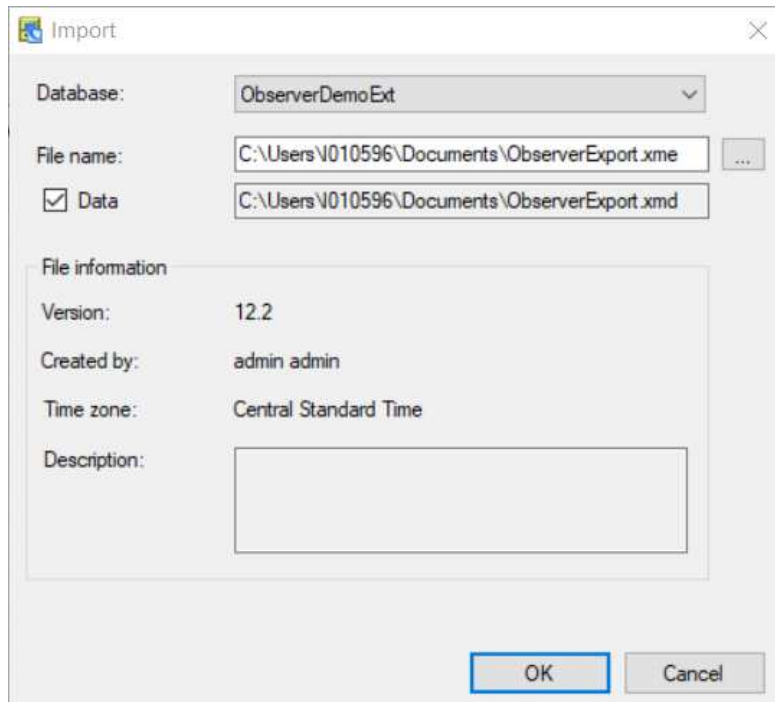 Import
Database: ObserverDemoExt
File name: C:\Users\I010596\Documents\ObserverExport.xme ...
Data C:\Users\I010596\Documents\ObserverExport.xmd
File information
Version: 12.2
Created by: admin admin
Time zone: Central Standard Time
Description:
OK Cancel